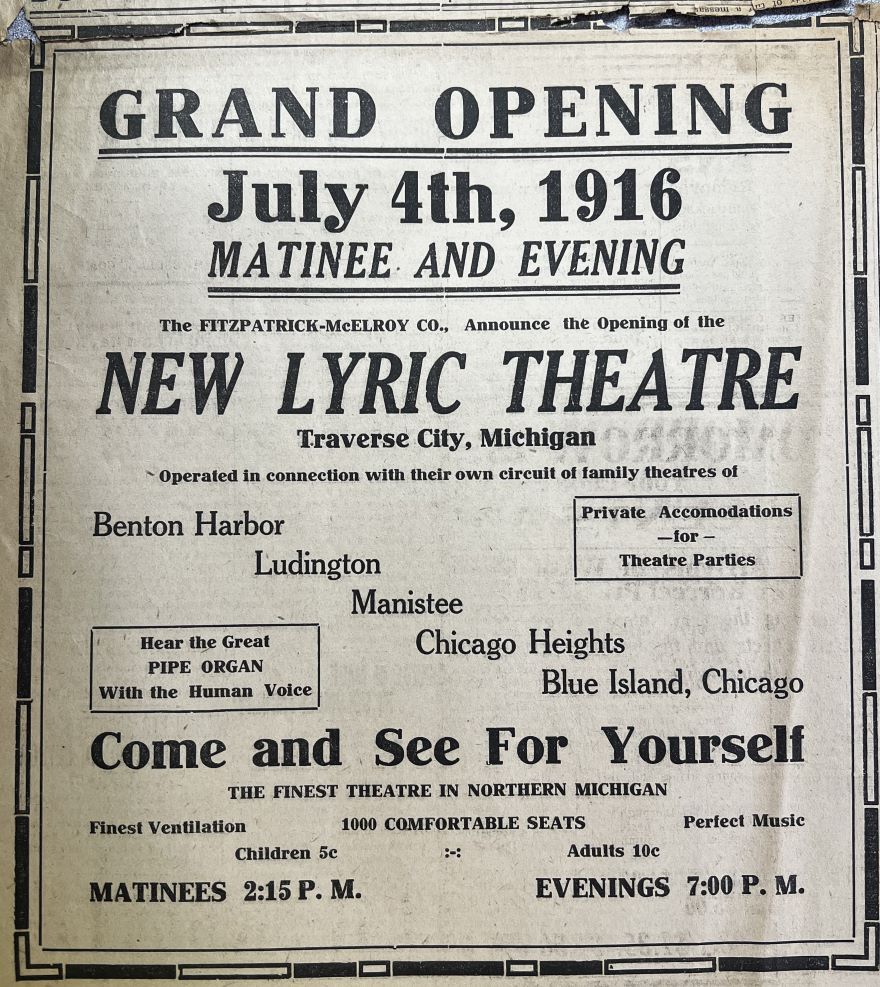 GRAND OPENING
July 4th, 1916
MATINEE AND EVENING
The FITZPATRICK-McELROY CO., Announce the Opening of the
NEW LYRIC THEATRE
Traverse City, Michigan
Operated in connection with their own circuit of family theatres of
Benton Harbor
Ludington
Manistee
Chicago Heights
Blue Island, Chicago
Private Accomodations
—for—
Theatre Parties
Hear the Great
PIPE ORGAN
With the Human Voice
Come and See For Yourself
THE FINEST THEATRE IN NORTHERN MICHIGAN
Finest Ventilation 1000 COMFORTABLE SEATS Perfect Music
Children 5c :-: Adults 10c
MATINEES 2:15 P. M. EVENINGS 7:00 P. M.